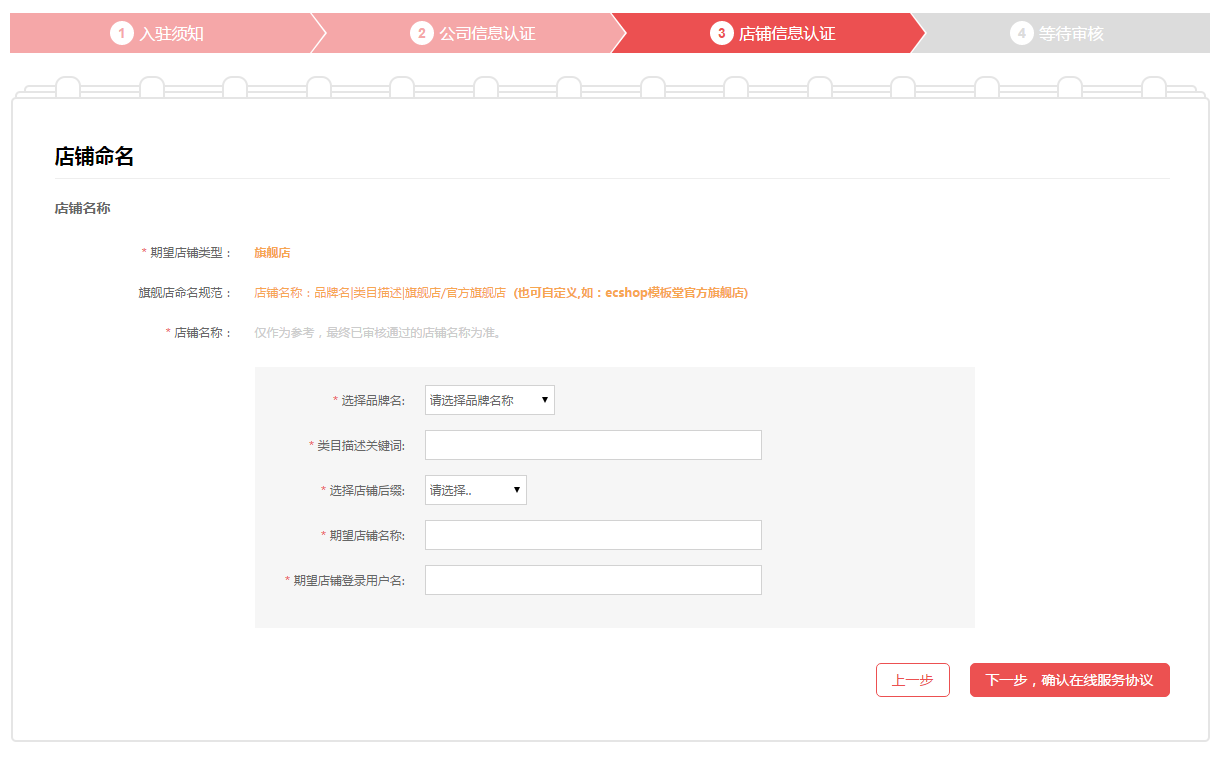 1 入驻须知 2 公司信息认证 3 店铺信息认证 4 等待审核
店铺命名
店铺名称
* 期望店铺类型： 旗舰店
旗舰店命名规范： 店铺名称：品牌名|类目描述|旗舰店/官方旗舰店 (也可自定义,如：ecshop模板堂官方旗舰店)
* 店铺名称： 仅作为参考，最终已审核通过的店铺名称为准。
* 选择品牌名: 请选择品牌名称
* 类目描述关键词:
* 选择店铺后缀: 请选择..
* 期望店铺名称:
* 期望店铺登录用户名:
上一步 下一步，确认在线服务协议